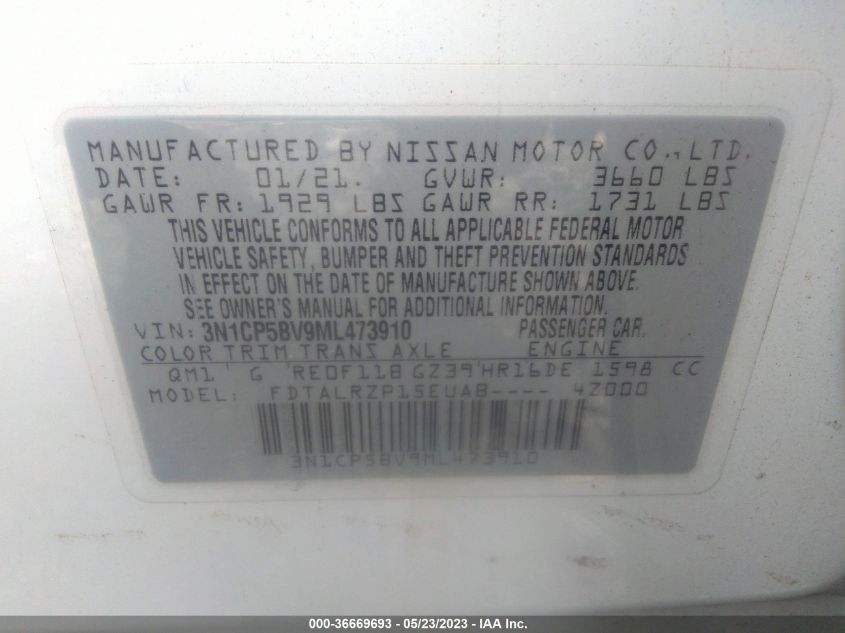 MANUFACTURED BY NISSAN MOTOR CO., LTD.
DATE: 01/21. GVWR: 3660 LBS
GAWR FR: 1929 LBS GAWR RR: 1731 LBS
THIS VEHICLE CONFORMS TO ALL APPLICABLE FEDERAL MOTOR
VEHICLE SAFETY, BUMPER AND THEFT PREVENTION STANDARDS
IN EFFECT ON THE DATE OF MANUFACTURE SHOWN ABOVE.
SEE OWNER'S MANUAL FOR ADDITIONAL INFORMATION.
VIN: 3N1CP5BV9ML473910 PASSENGER CAR.
COLOR TRIM TRANS AXLE ENGINE
QM1 ' G 'RE0F11B GZ39'HR16DE 1598 CC
MODEL: FDTALRZP15EUAB---- 4Z000
3N1CP5BV9ML473910
000-36669693 - 05/23/2023 - IAA Inc.